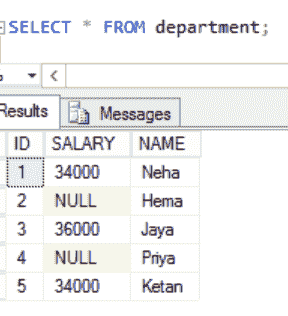 SELECT * FROM department;
Results Messages
ID SALARY NAME
1 34000 Neha
2 NULL Hema
3 36000 Jaya
4 NULL Priya
5 34000 Ketan